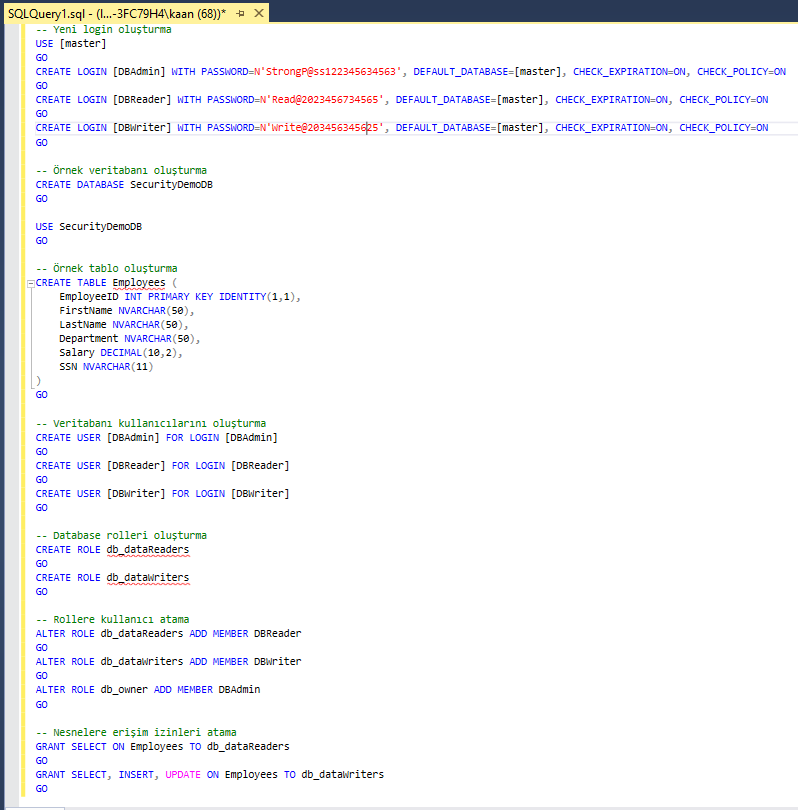 SQLQuery1.sql - (l...-3FC79H4\kaan (68))*
-- Yeni login oluşturma
USE [master]
GO
CREATE LOGIN [DBAdmin] WITH PASSWORD=N'StrongP@ss122345634563', DEFAULT_DATABASE=[master], CHECK_EXPIRATION=ON, CHECK_POLICY=ON
GO
CREATE LOGIN [DBReader] WITH PASSWORD=N'Read@2023456734565', DEFAULT_DATABASE=[master], CHECK_EXPIRATION=ON, CHECK_POLICY=ON
GO
CREATE LOGIN [DBWriter] WITH PASSWORD=N'Write@203456345625', DEFAULT_DATABASE=[master], CHECK_EXPIRATION=ON, CHECK_POLICY=ON
GO
-- Örnek veritabanı oluşturma
CREATE DATABASE SecurityDemoDB
GO
USE SecurityDemoDB
GO
-- Örnek tablo oluşturma
CREATE TABLE Employees (
EmployeeID INT PRIMARY KEY IDENTITY(1,1),
FirstName NVARCHAR(50),
LastName NVARCHAR(50),
Department NVARCHAR(50),
Salary DECIMAL(10,2),
SSN NVARCHAR(11)
)
GO
-- Veritabanı kullanıcılarını oluşturma
CREATE USER [DBAdmin] FOR LOGIN [DBAdmin]
GO
CREATE USER [DBReader] FOR LOGIN [DBReader]
GO
CREATE USER [DBWriter] FOR LOGIN [DBWriter]
GO
-- Database rolleri oluşturma
CREATE ROLE db_dataReaders
GO
CREATE ROLE db_dataWriters
GO
-- Rollere kullanıcı atama
ALTER ROLE db_dataReaders ADD MEMBER DBReader
GO
ALTER ROLE db_dataWriters ADD MEMBER DBWriter
GO
ALTER ROLE db_owner ADD MEMBER DBAdmin
GO
-- Nesnelere erişim izinleri atama
GRANT SELECT ON Employees TO db_dataReaders
GO
GRANT SELECT, INSERT, UPDATE ON Employees TO db_dataWriters
GO